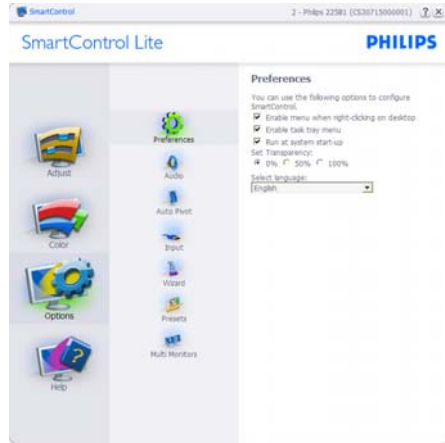 SmartControl
2 - Philips 225B1 (CS30715000001)
SmartControl Lite
PHILIPS
Adjust
Color
Options
Help
Preferences
Audio
Auto Pivot
Input
Wizard
Presets
Multi Monitors
Preferences
You can use the following options to configure
SmartControl.
Enable menu when right-clicking on desktop
Enable task tray menu
Run at system start-up
Set Transparency:
0% 50% 100%
Select language:
English